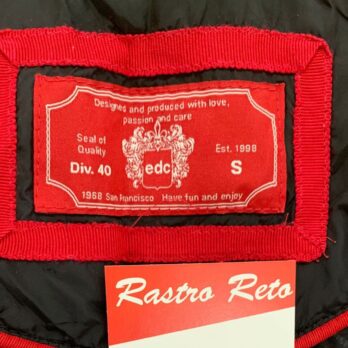 Designed and produced with love,
passion and care
Seal of
Quality
Est. 1998
Div. 40
edc
S
1968 San Francisco Have fun and enjoy
Rastro Reto